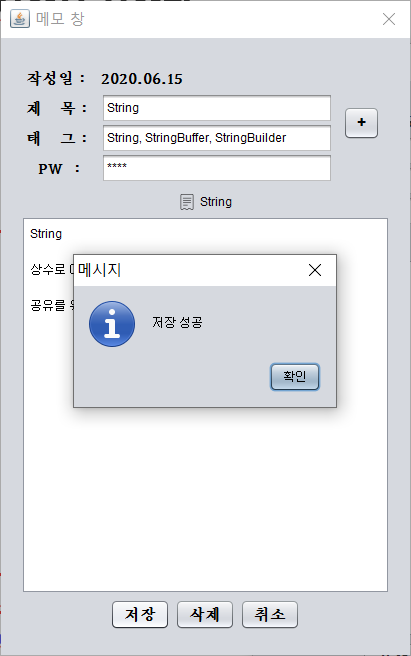 메모 창
작성일 : 2020.06.15
제 목 : String
태 그 : String, StringBuffer, StringBuilder
+
PW : ****
String
String
상수로
공유를
메시지
저장 성공
확인
저장 삭제 취소